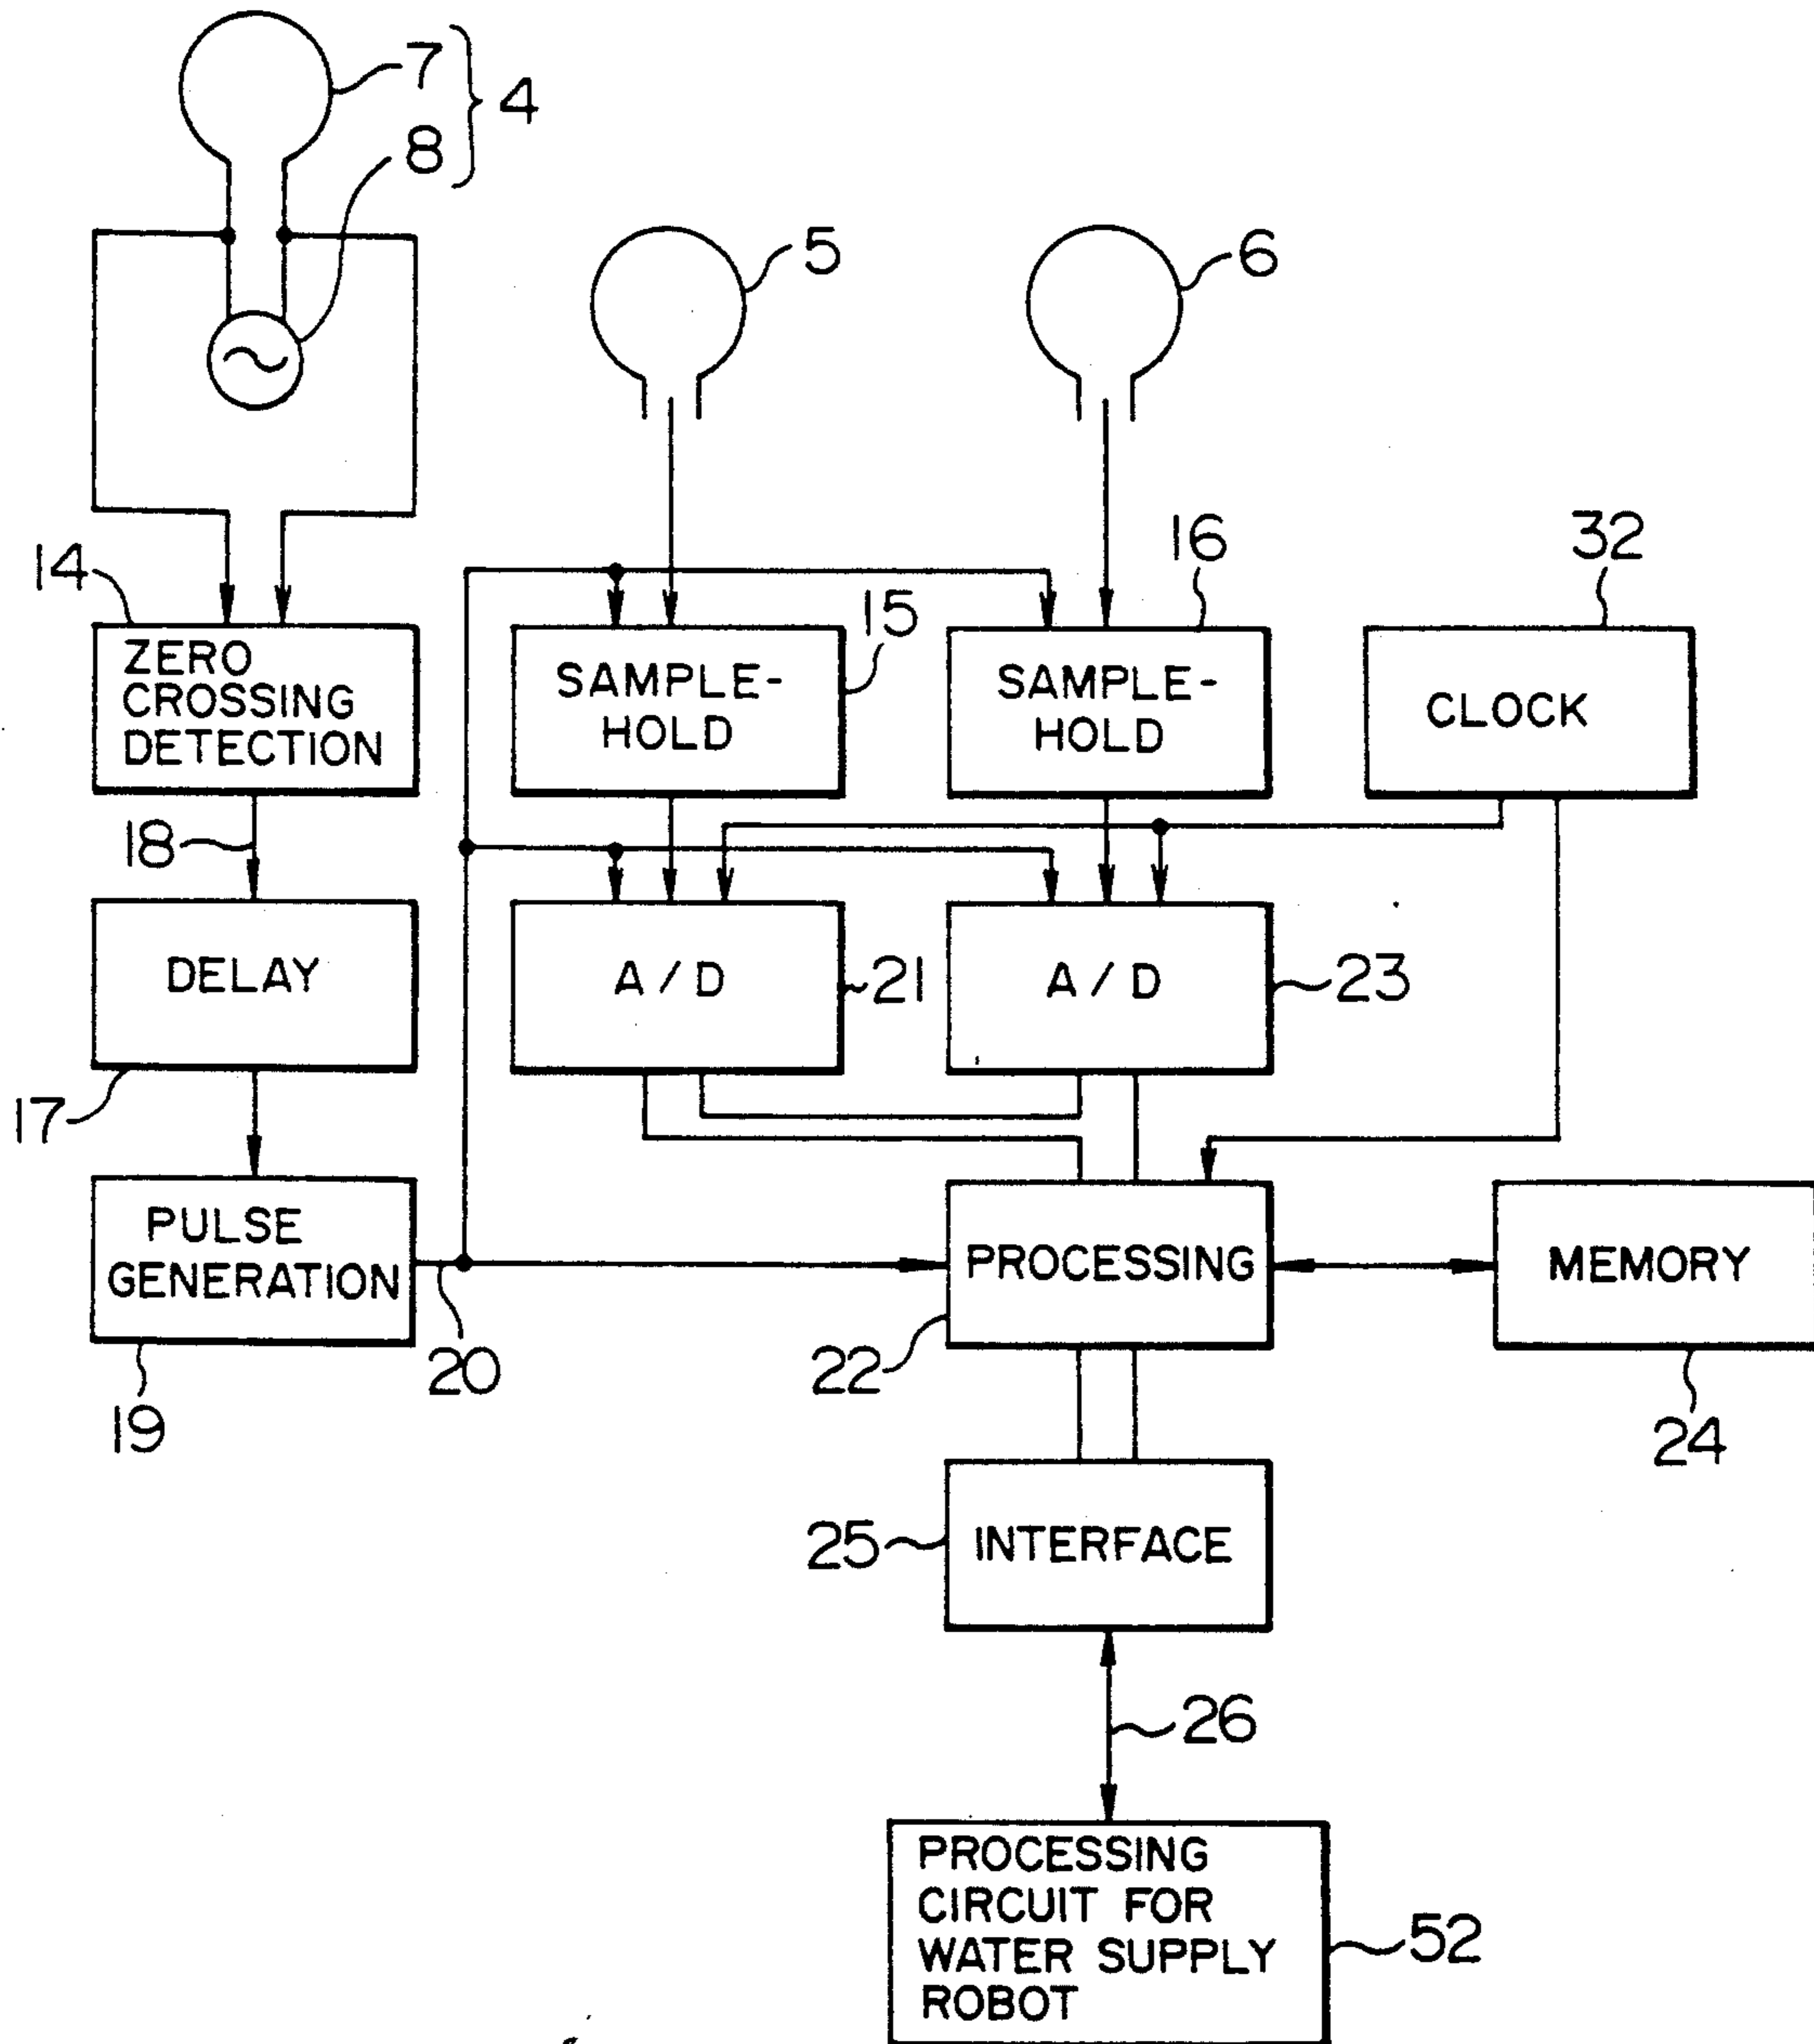 7
4
8
5
6
32
14
16
15
ZERO
CROSSING
DETECTION
SAMPLE-
HOLD
SAMPLE-
HOLD
CLOCK
18
DELAY
A/D
21
A/D
23
17
PULSE
GENERATION
PROCESSING
MEMORY
20
22
19
24
25
INTERFACE
26
PROCESSING
CIRCUIT FOR
WATER SUPPLY
ROBOT
52